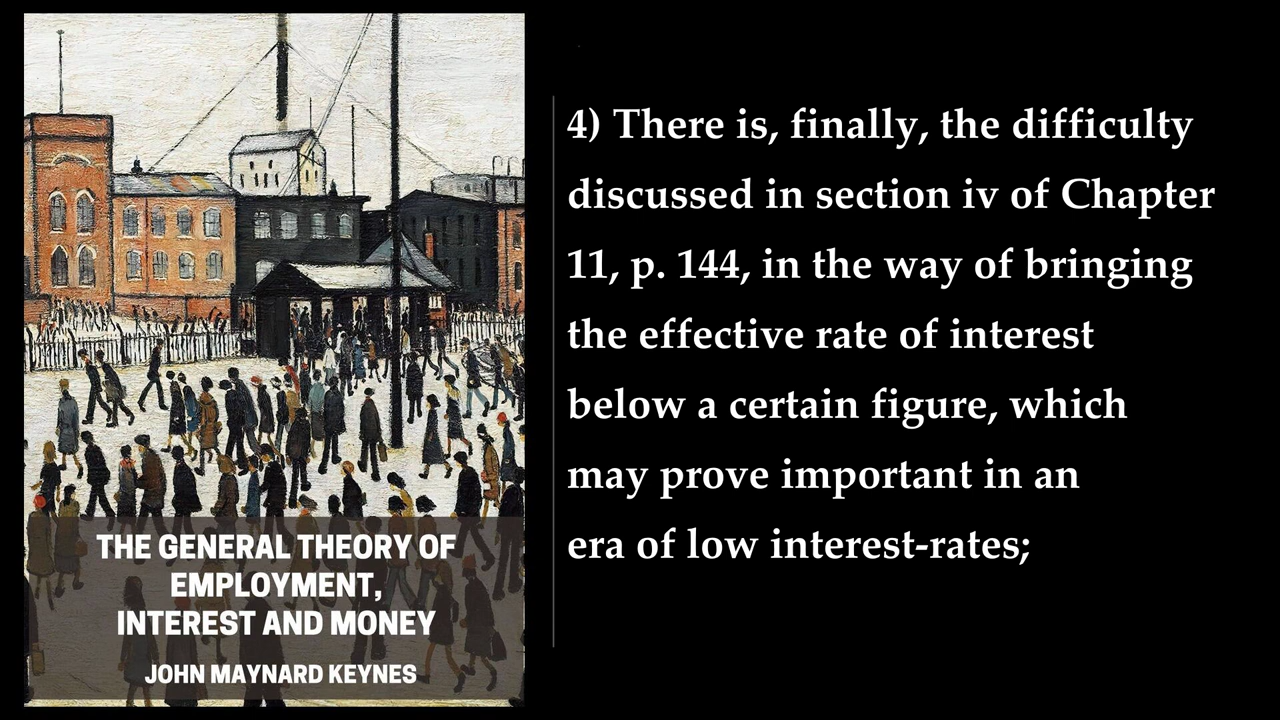 THE GENERAL THEORY OF
EMPLOYMENT,
INTEREST AND MONEY
JOHN MAYNARD KEYNES
4) There is, finally, the difficulty
discussed in section iv of Chapter
11, p. 144, in the way of bringing
the effective rate of interest
below a certain figure, which
may prove important in an
era of low interest-rates;